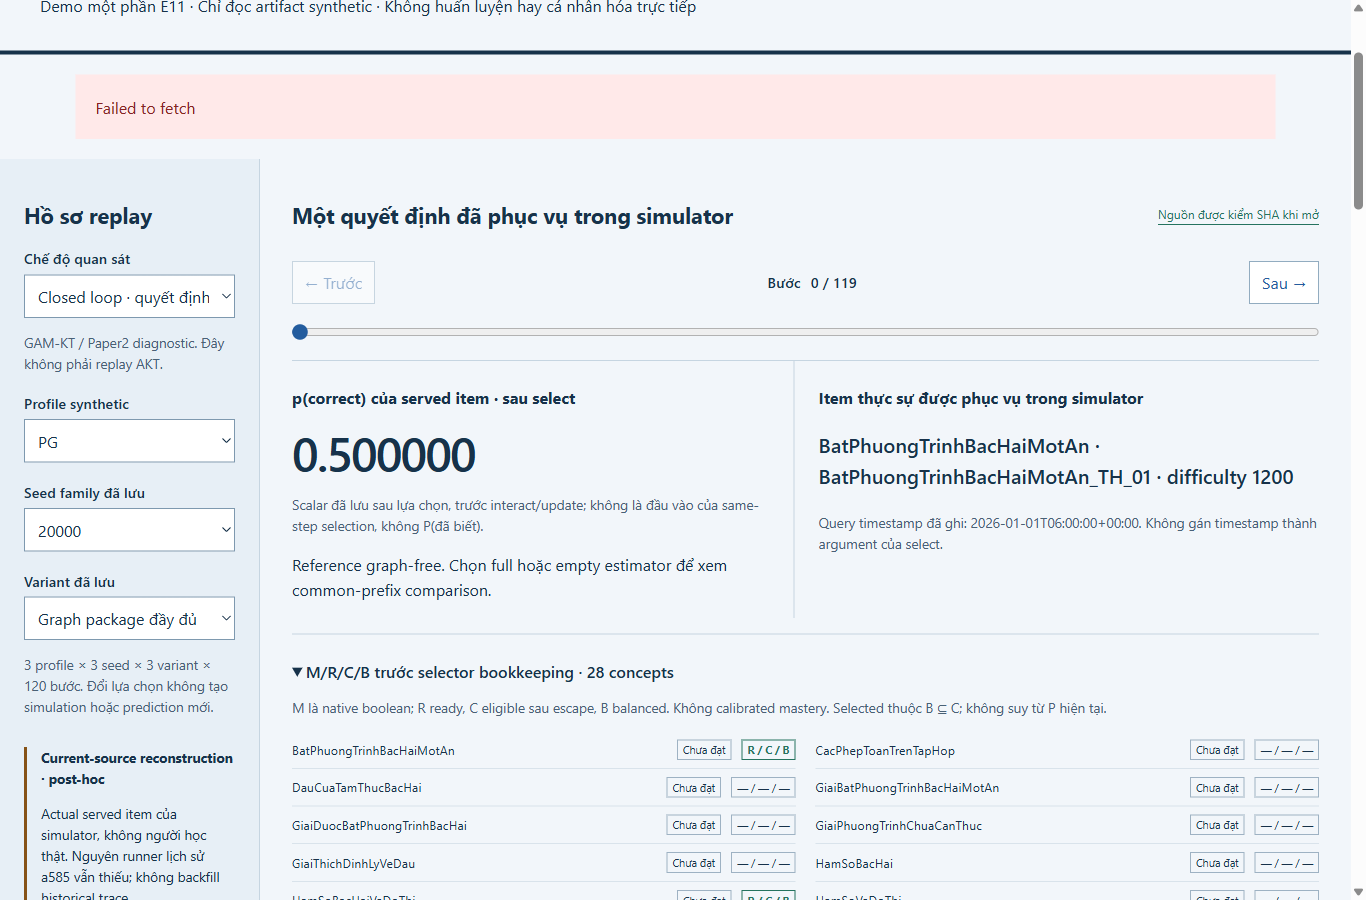 Demo một phần E11 · Chỉ đọc artifact synthetic · Không huấn luyện hay cá nhân hóa trực tiếp
Failed to fetch
Hồ sơ replay
Chế độ quan sát
Closed loop · quyết định
GAM-KT / Paper2 diagnostic. Đây
không phải replay AKT.
Profile synthetic
PG
Seed family đã lưu
20000
Variant đã lưu
Graph package đầy đủ
3 profile × 3 seed × 3 variant ×
120 bước. Đổi lựa chọn không tạo
simulation hoặc prediction mới.
Current-source reconstruction
· post-hoc
Actual served item của
simulator, không người học
thật. Nguyên runner lịch sử
a585 vẫn thiếu; không backfill
historical trace.
Một quyết định đã phục vụ trong simulator
Nguồn được kiểm SHA khi mở
← Trước
Bước 0 / 119
Sau →
p(correct) của served item · sau select
0.500000
Scalar đã lưu sau lựa chọn, trước interact/update; không là đầu vào của same-
step selection, không P(đã biết).
Reference graph-free. Chọn full hoặc empty estimator để xem
common-prefix comparison.
Item thực sự được phục vụ trong simulator
BatPhuongTrinhBacHaiMotAn ·
BatPhuongTrinhBacHaiMotAn_TH_01 · difficulty 1200
Query timestamp đã ghi: 2026-01-01T06:00:00+00:00. Không gán timestamp thành
argument của select.
▼ M/R/C/B trước selector bookkeeping · 28 concepts
M là native boolean; R ready, C eligible sau escape, B balanced. Không calibrated mastery. Selected thuộc B ⊆ C; không suy từ P hiện tại.
BatPhuongTrinhBacHaiMotAn Chưa đạt R / C / B
CacPhepToanTrenTapHop Chưa đạt — / — / —
DauCuaTamThucBacHai Chưa đạt — / — / —
GiaiBatPhuongTrinhBacHaiMotAn Chưa đạt — / — / —
GiaiDuocBatPhuongTrinhBacHai Chưa đạt — / — / —
GiaiPhuongTrinhChuaCanThuc Chưa đạt — / — / —
GiaiThichDinhLyVeDau Chưa đạt — / — / —
HamSoBacHai Chưa đạt — / — / —
HamSoBacHaiVaDoThi Chưa đạt R / C / B
HamSoVaDoThi Chưa đạt — / — / —